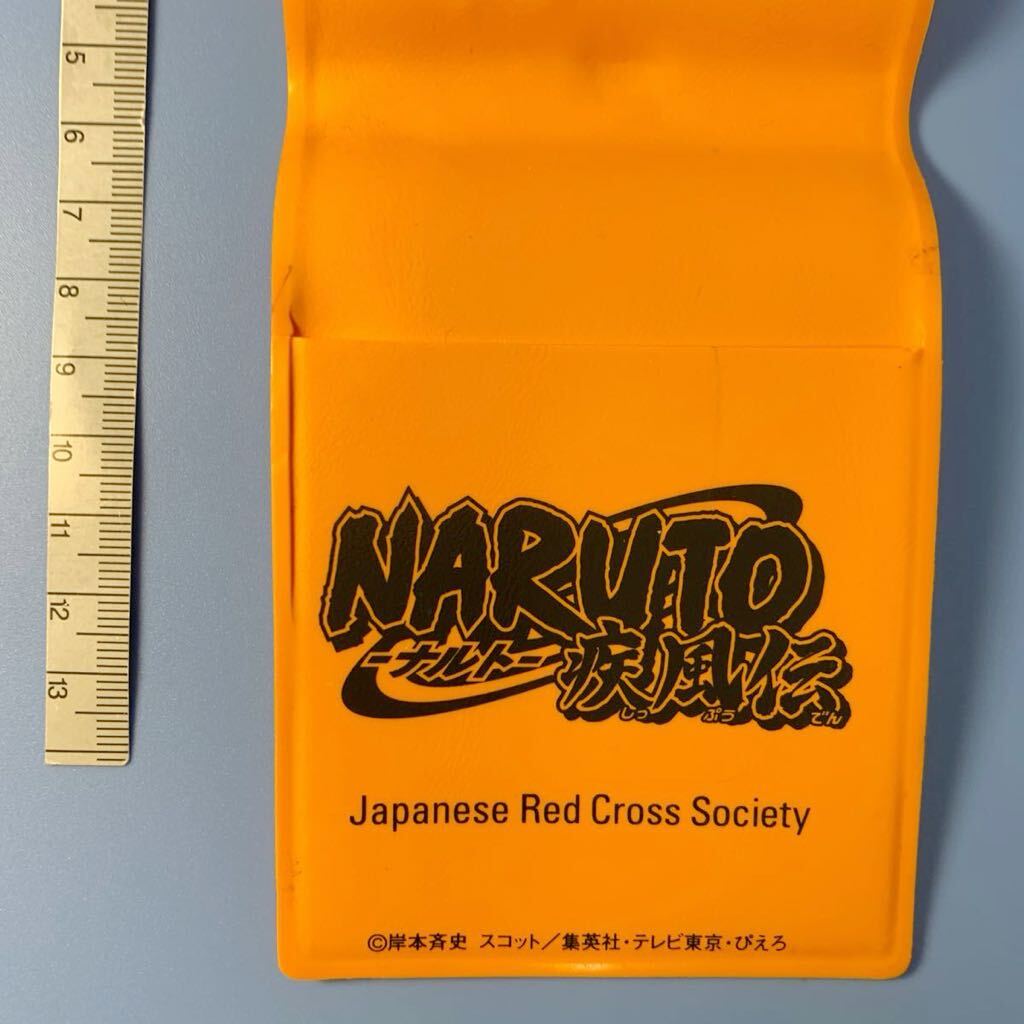 5
6
7
8
9
10
11
12
13
NARUTO
-ナルト-
疾風伝
しっ ぷう でん
Japanese Red Cross Society
©岸本斉史 スコット/集英社・テレビ東京・ぴえろ